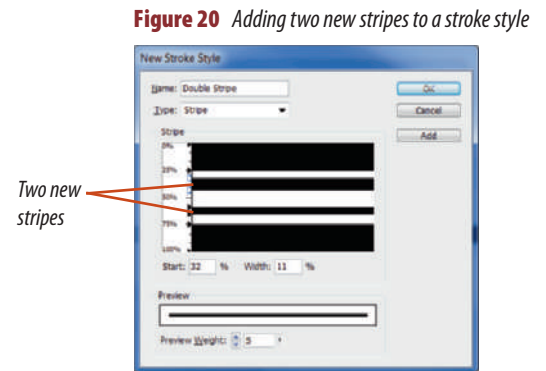 Figure 20 Adding two new stripes to a stroke style
New Stroke Style
Name: Double Stripe
OK
Type: Stripe
Cancel
Stripe
Add
0%
25%
50%
75%
100%
Two new
stripes
Start: 32 % Width: 11 %
Preview
Preview Weight: 5